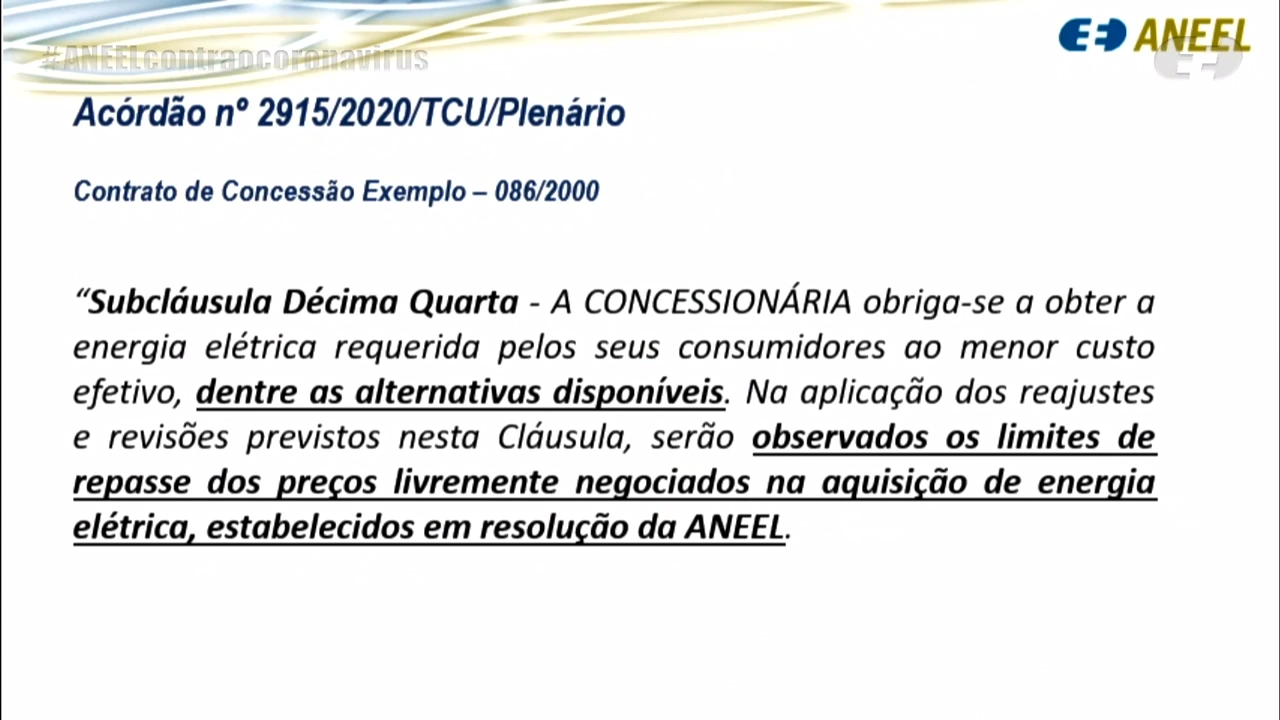 #ANEELcontraocoronavirus
ANEEL
Acórdão nº 2915/2020/TCU/Plenário
Contrato de Concessão Exemplo – 086/2000
“Subcláusula Décima Quarta - A CONCESSIONÁRIA obriga-se a obter a
energia elétrica requerida pelos seus consumidores ao menor custo
efetivo, dentre as alternativas disponíveis. Na aplicação dos reajustes
e revisões previstos nesta Cláusula, serão observados os limites de
repasse dos preços livremente negociados na aquisição de energia
elétrica, estabelecidos em resolução da ANEEL.